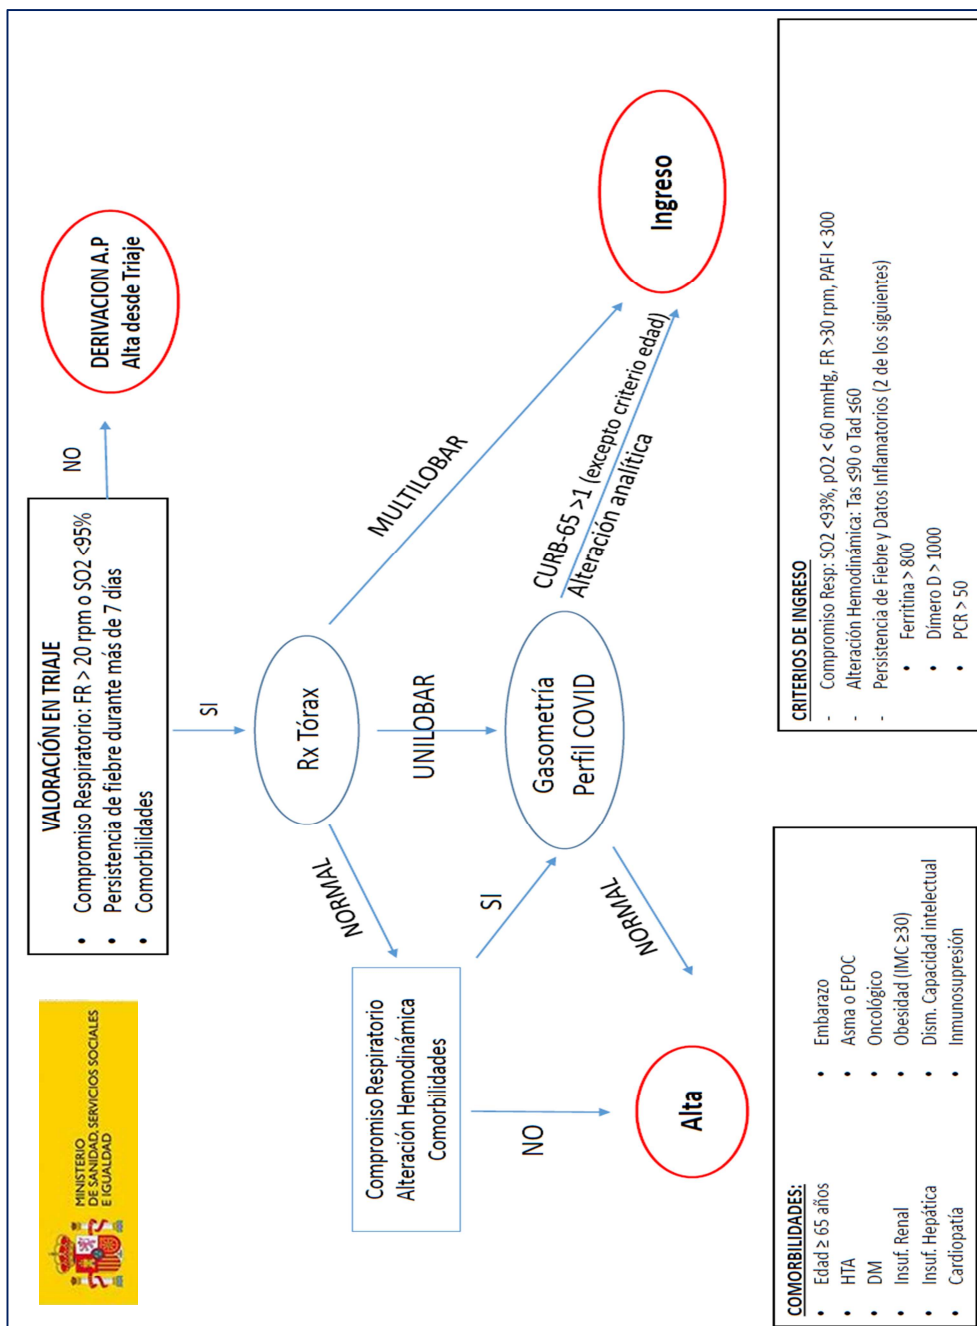 MINISTERIO
DE SANIDAD, SERVICIOS SOCIALES
E IGUALDAD
VALORACIÓN EN TRIAJE
• Compromiso Respiratorio: FR > 20 rpm o SO2 <95%
• Persistencia de fiebre durante más de 7 días
• Comorbilidades
NO
DERIVACION A.P
Alta desde Triaje
SI
Rx Tórax
NORMAL
UNILOBAR
MULTILOBAR
Compromiso Respiratorio
Alteración Hemodinámica
Comorbilidades
SI
NO
Gasometría
Perfil COVID
NORMAL
CURB-65 >1 (excepto criterio edad)
Alteración analítica
Alta
Ingreso
COMORBILIDADES:
• Edad ≥ 65 años
• HTA
• DM
• Insuf. Renal
• Insuf. Hepática
• Cardiopatía
• Embarazo
• Asma o EPOC
• Oncológico
• Obesidad (IMC ≥30)
• Dism. Capacidad intelectual
• Inmunosupresión
CRITERIOS DE INGRESO
- Compromiso Resp: SO2 <93%, pO2 < 60 mmHg, FR >30 rpm, PAFI < 300
- Alteración Hemodinámica: Tas ≤90 o Tad ≤60
- Persistencia de Fiebre y Datos Inflamatorios (2 de los siguientes)
• Ferritina > 800
• Dímero D > 1000
• PCR > 50